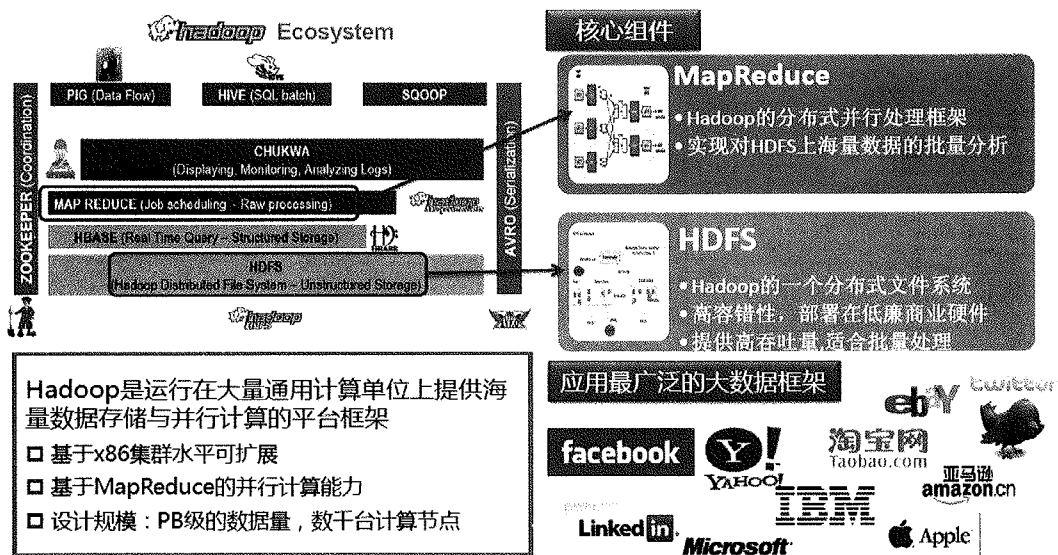 hadoop Ecosystem
PIG (Data Flow)
HIVE (SQL batch)
SQOOP
ZOOKEEPER (Coordination)
AVRO (Serialization)
CHUKWA
(Displaying, Monitoring, Analyzing Logs)
MAP REDUCE (Job scheduling - Raw processing)
HBASE (Real Time Query – Structured Storage)
HBASE
HDFS
(Hadoop Distributed File System – Unstructured Storage)
hadoop
核心组件
MapReduce
•Hadoop的分布式并行处理框架
•实现对HDFS上海量数据的批量分析
HDFS
•Hadoop的一个分布式文件系统
•高容错性，部署在低廉商业硬件
•提供高吞吐量,适合批量处理
Hadoop是运行在大量通用计算单位上提供海
量数据存储与并行计算的平台框架
基于x86集群水平可扩展
基于MapReduce的并行计算能力
设计规模：PB级的数据量，数千台计算节点
应用最广泛的大数据框架
ebay
twitter
facebook
Y!
YAHOO!
淘宝网
Taobao.com
亚马逊
amazon.cn
IBM
Linked in.
Microsoft
Apple